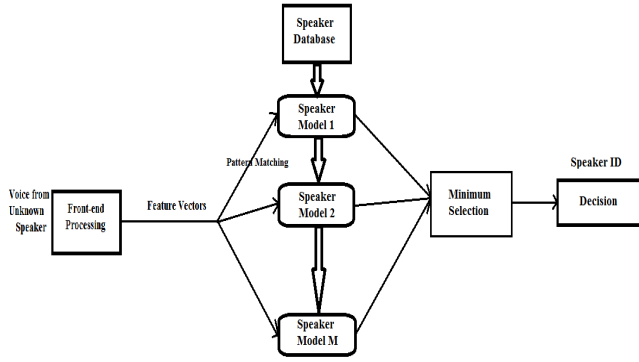 Speaker
Database
Speaker
Model 1
Pattern Matching
Speaker ID
Voice from
Unknown
Speaker
Front-end
Processing
Feature Vectors
Speaker
Model 2
Minimum
Selection
Decision
Speaker
Model M